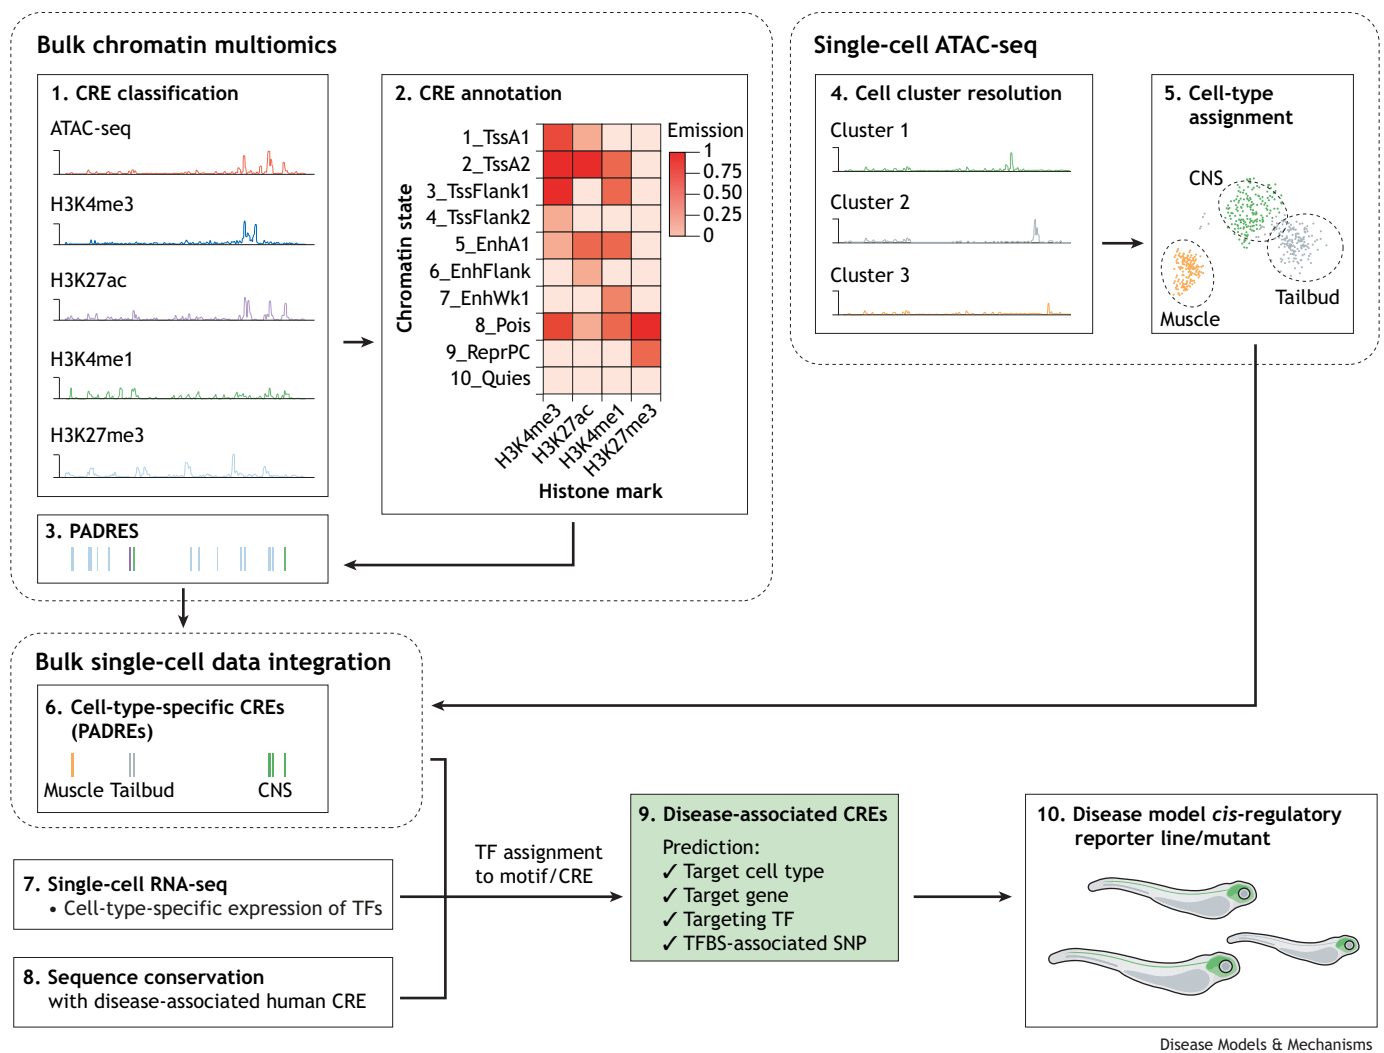 Bulk chromatin multiomics
1. CRE classification
ATAC-seq
H3K4me3
H3K27ac
H3K4me1
H3K27me3
2. CRE annotation
Chromatin state
1_TssA1
2_TssA2
3_TssFlank1
4_TssFlank2
5_EnhA1
6_EnhFlank
7_EnhWk1
8_Pois
9_ReprPC
10_Quies
H3K4me3
H3K27ac
H3K4me1
H3K27me3
Histone mark
Emission
1
0.75
0.50
0.25
0
3. PADRES
Single-cell ATAC-seq
4. Cell cluster resolution
Cluster 1
Cluster 2
Cluster 3
5. Cell-type
assignment
CNS
Tailbud
Muscle
Bulk single-cell data integration
6. Cell-type-specific CREs
(PADREs)
Muscle Tailbud CNS
7. Single-cell RNA-seq
• Cell-type-specific expression of TFs
8. Sequence conservation
with disease-associated human CRE
TF assignment
to motif/CRE
9. Disease-associated CREs
Prediction:
✓ Target cell type
✓ Target gene
✓ Targeting TF
✓ TFBS-associated SNP
10. Disease model cis-regulatory
reporter line/mutant
Disease Models & Mechanisms